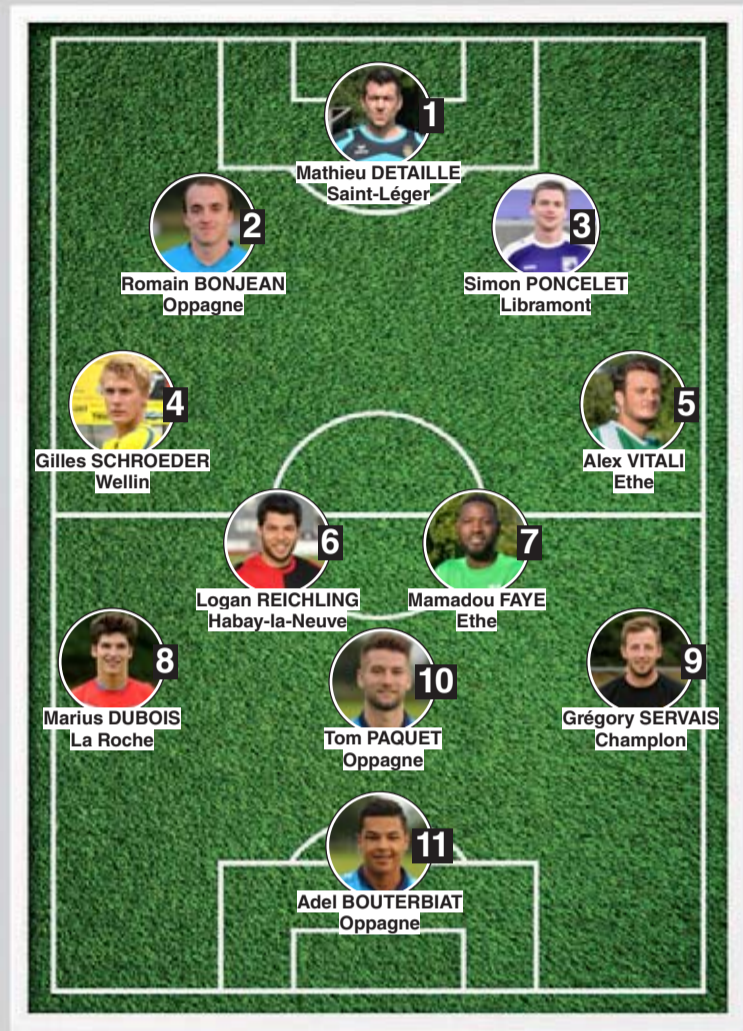 1
Mathieu DETAILLE
Saint-Léger
2
Romain BONJEAN
Oppagne
3
Simon PONCELET
Libramont
4
Gilles SCHROEDER
Wellin
5
Alex VITALI
Ethe
6
Logan REICHLING
Habay-la-Neuve
7
Mamadou FAYE
Ethe
8
Marius DUBOIS
La Roche
9
Grégory SERVAIS
Champlon
10
Tom PAQUET
Oppagne
11
Adel BOUTERBIAT
Oppagne